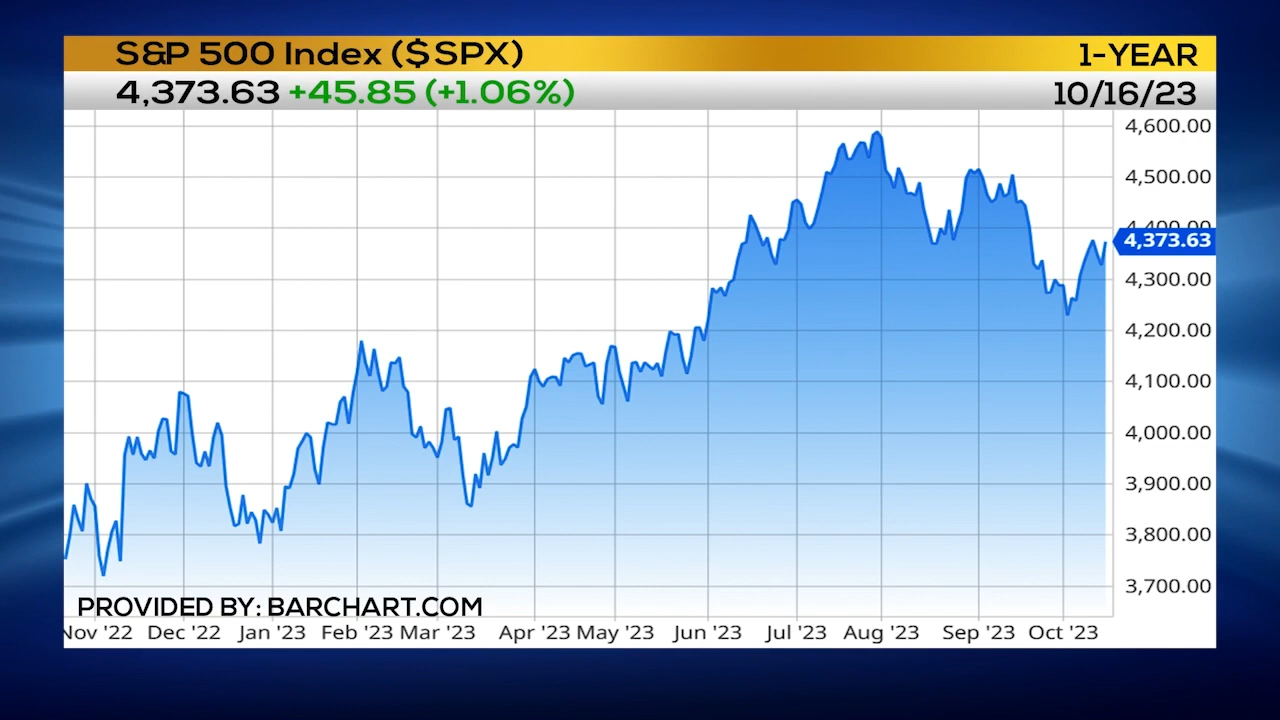 S&P 500 Index ($SPX)
1-YEAR
4,373.63 +45.85 (+1.06%)
10/16/23
4,600.00
4,500.00
4,400.00
4,373.63
4,300.00
4,200.00
4,100.00
4,000.00
3,900.00
3,800.00
3,700.00
PROVIDED BY: BARCHART.COM
Nov '22 Dec '22 Jan '23 Feb '23 Mar '23 Apr '23 May '23 Jun '23 Jul '23 Aug '23 Sep '23 Oct '23